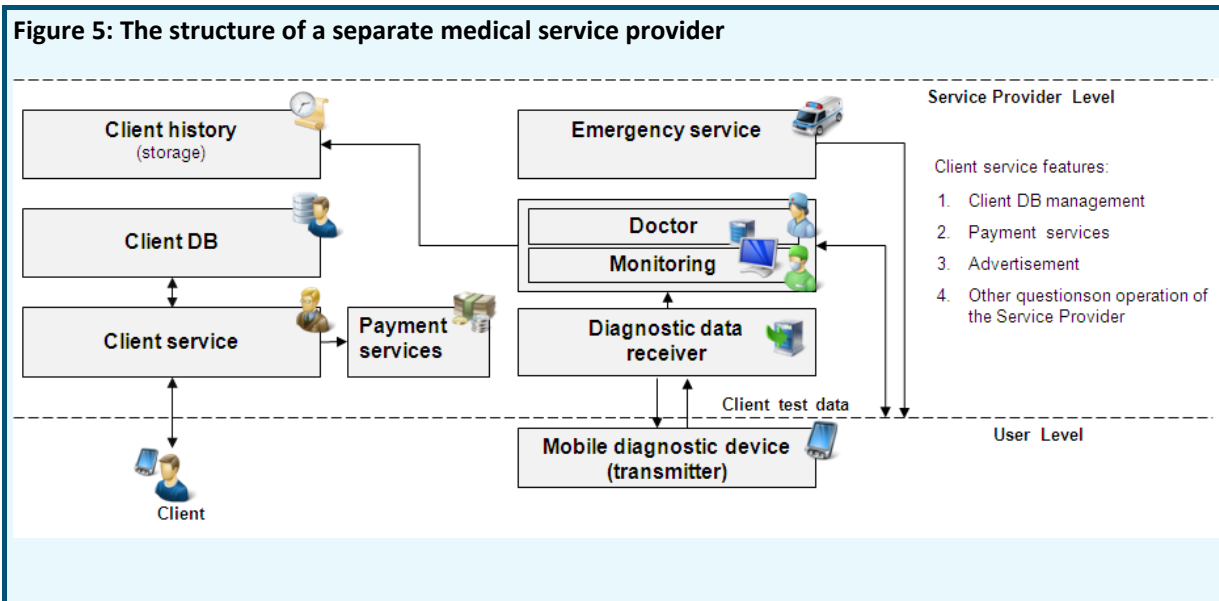 Figure 5: The structure of a separate medical service provider
Service Provider Level
Client history
(storage)
Emergency service
Client service features:
1. Client DB management
2. Payment services
3. Advertisement
4. Other questionson operation of
the Service Provider
Client DB
Doctor
Monitoring
Client service
Payment
services
Diagnostic data
receiver
Client test data
User Level
Mobile diagnostic device
(transmitter)
Client